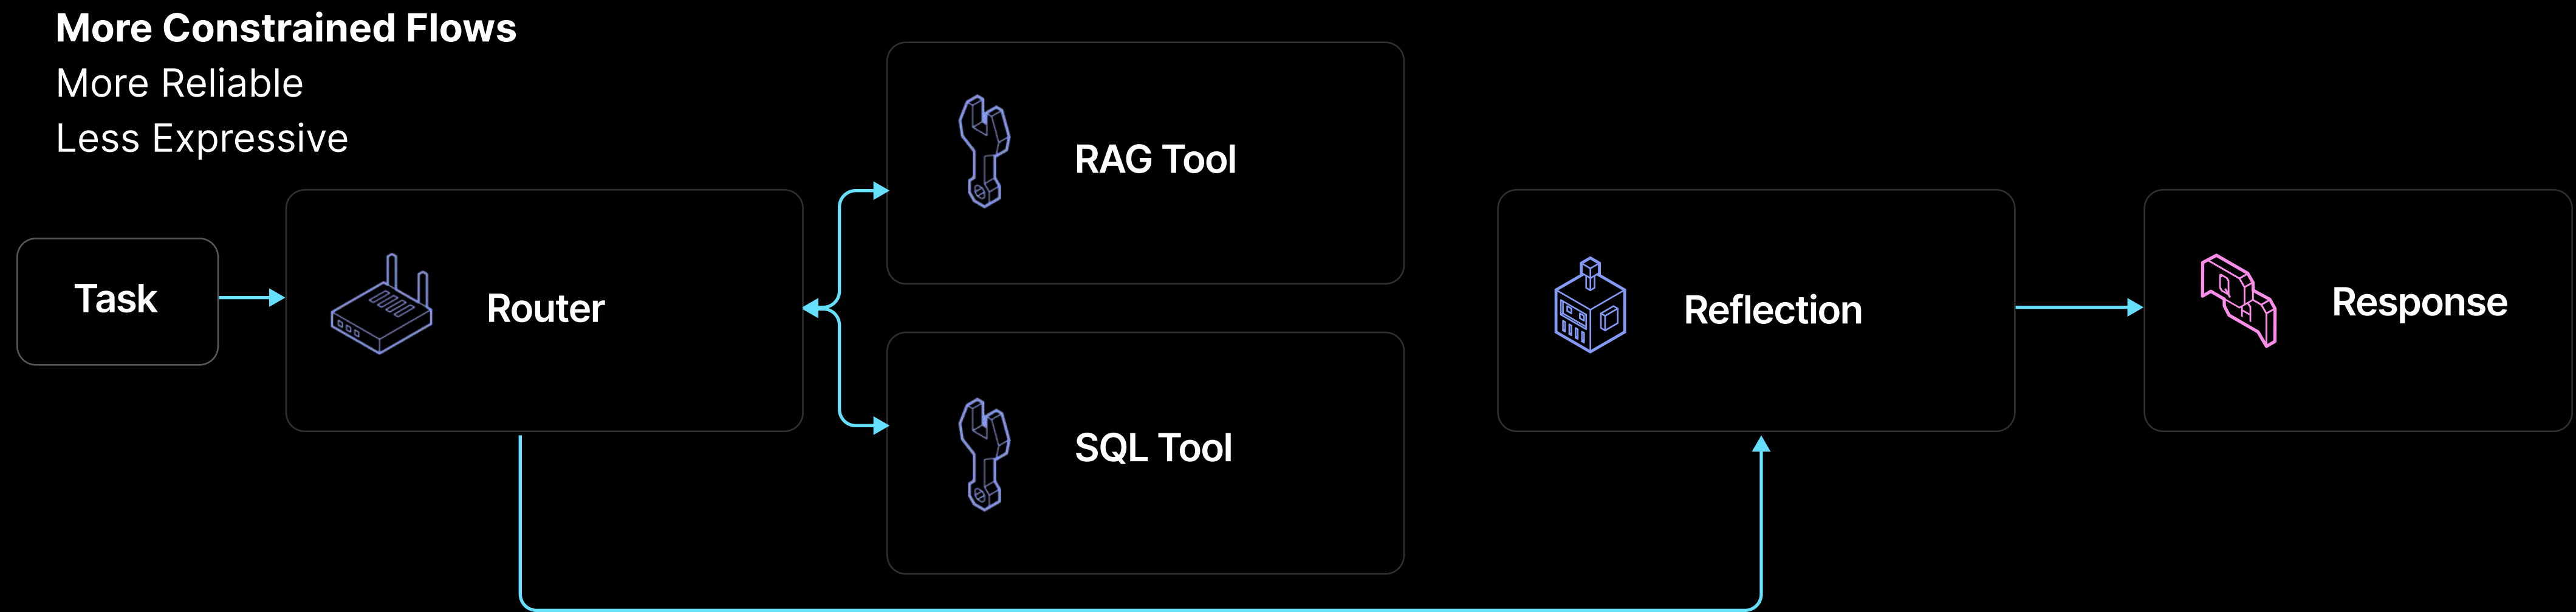 More Constrained Flows
More Reliable
Less Expressive
Task
Router
RAG Tool
SQL Tool
Reflection
Response